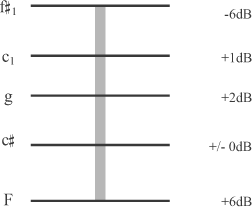 f♯₁ -6dB
c₁ +1dB
g +2dB
c♯ +/- 0dB
F +6dB